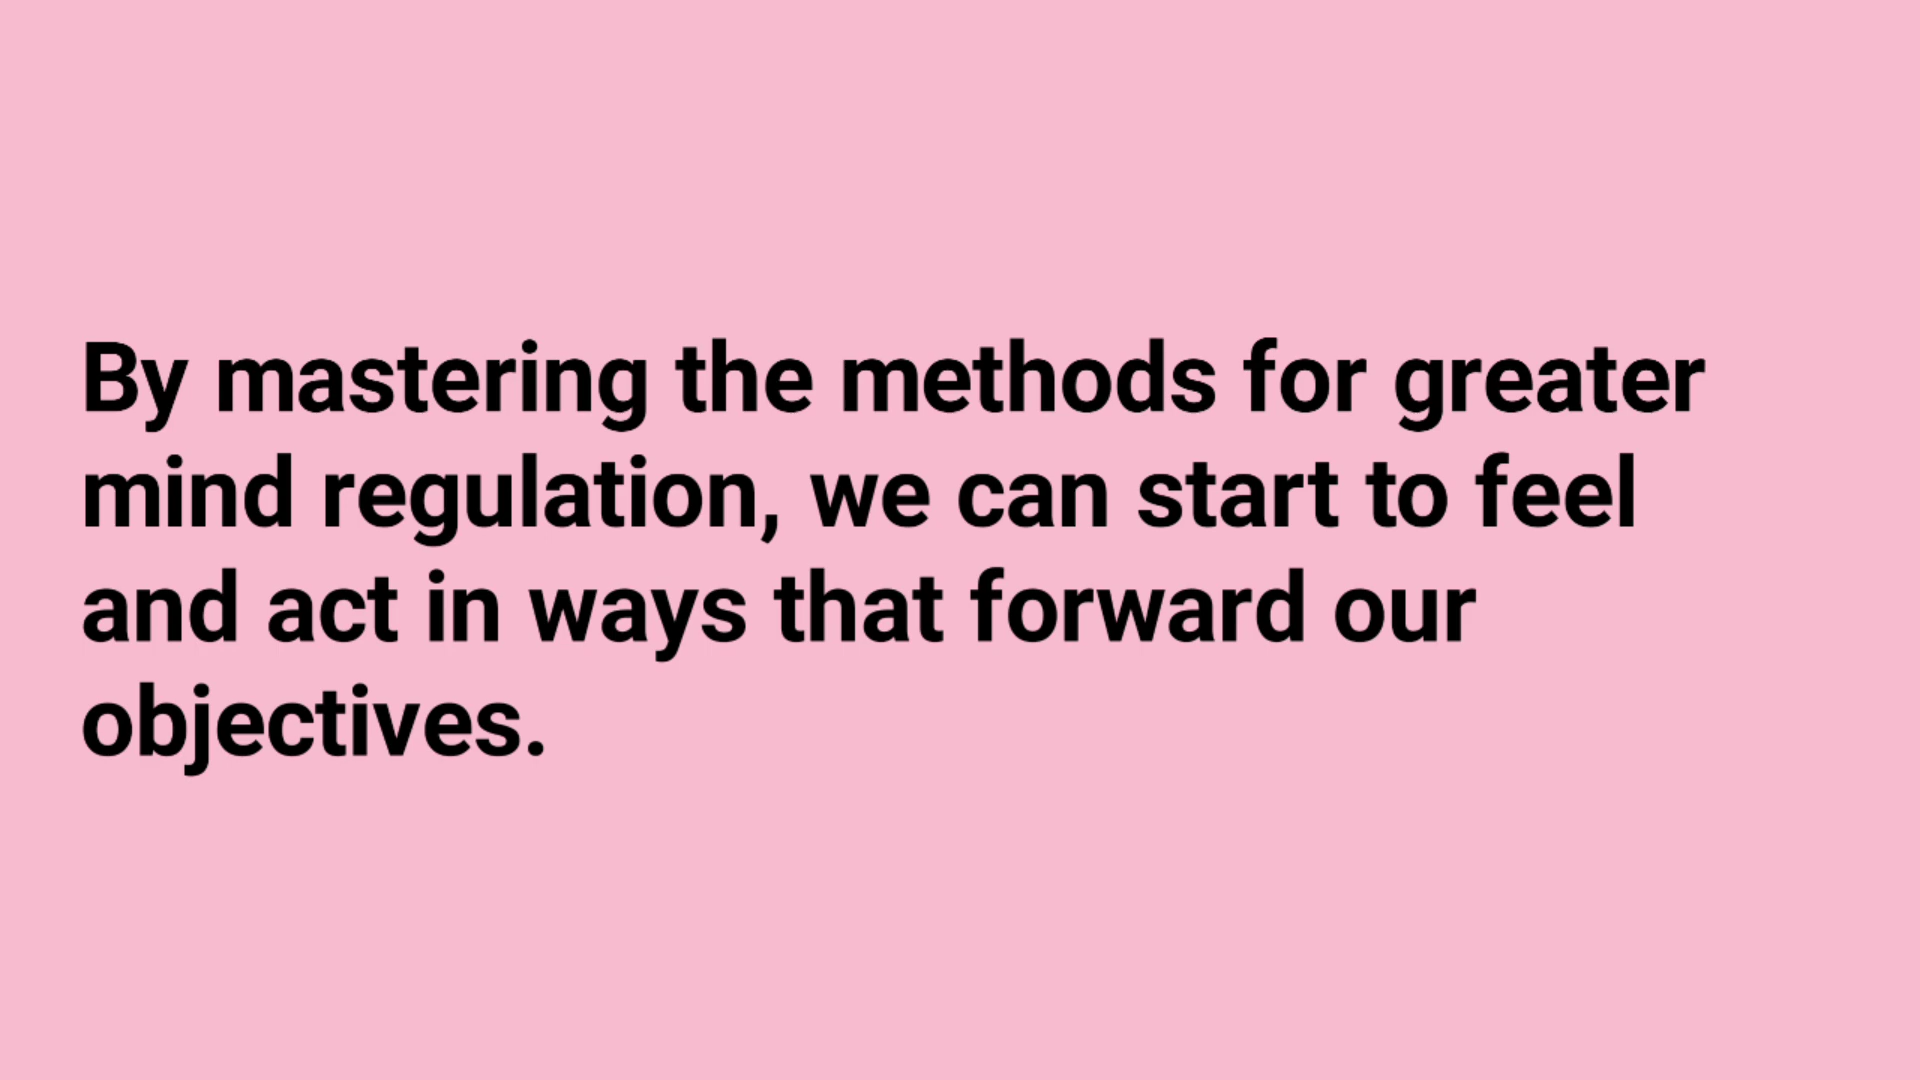 By mastering the methods for greater
mind regulation, we can start to feel
and act in ways that forward our
objectives.